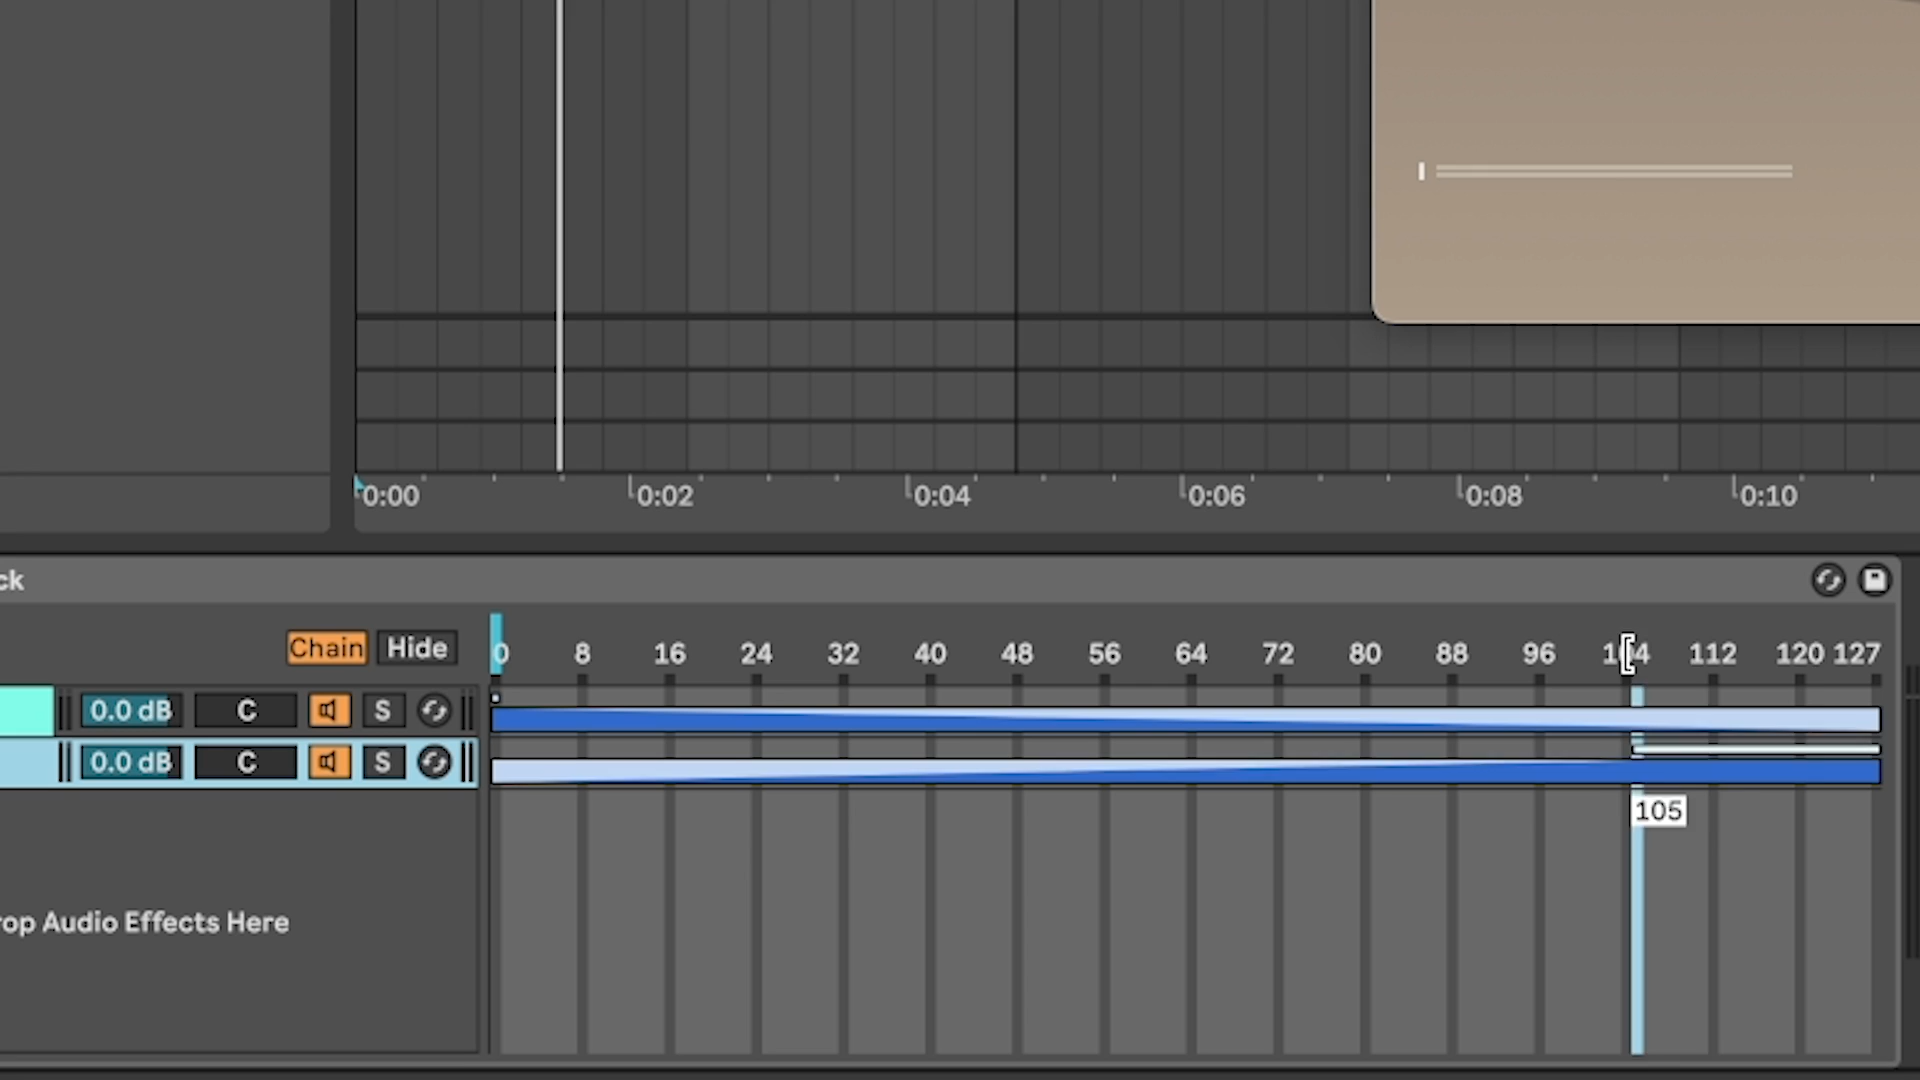 0:00 0:02 0:04 0:06 0:08 0:10
ck
Chain Hide 0 8 16 24 32 40 48 56 64 72 80 88 96 104 112 120 127
0.0 dB C S
0.0 dB C S
105
rop Audio Effects Here